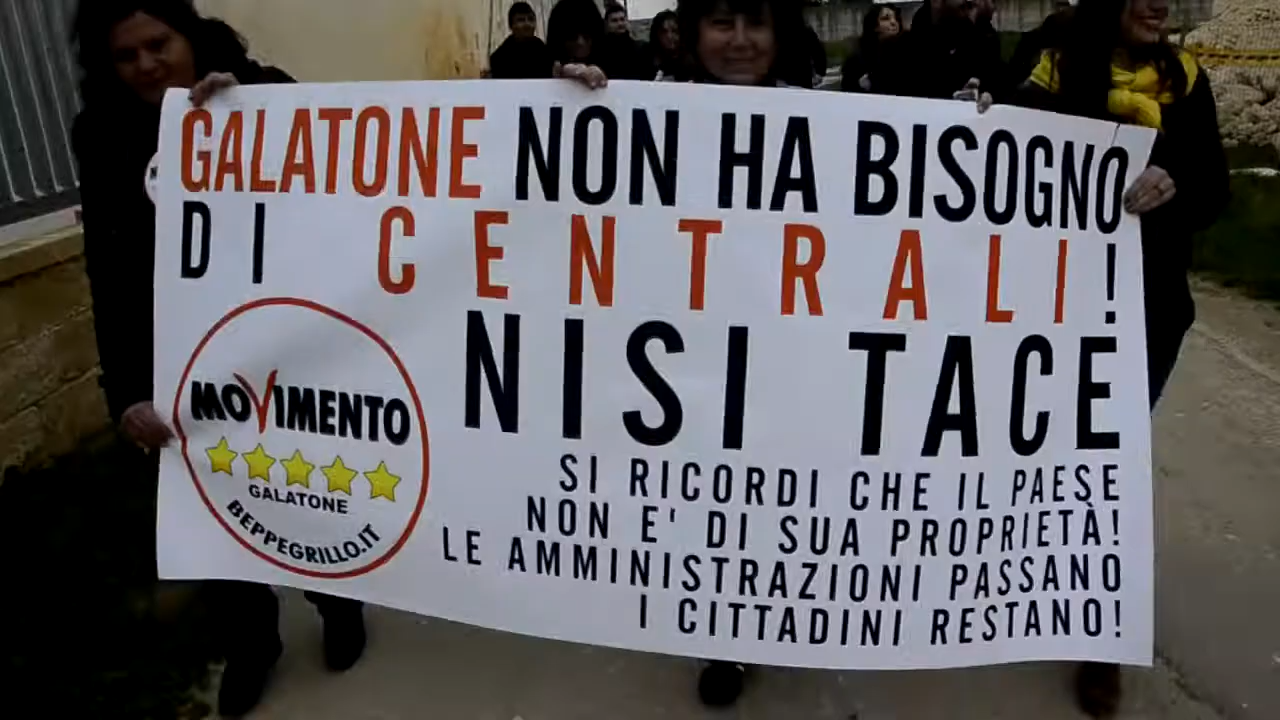 GALATONE NON HA BISOGNO
DI CENTRALI!
NISI TACE
SI RICORDI CHE IL PAESE
NON E' DI SUA PROPRIETÀ!
LE AMMINISTRAZIONI PASSANO
I CITTADINI RESTANO!
MOVIMENTO
GALATONE
BEPPEGRILLO.IT